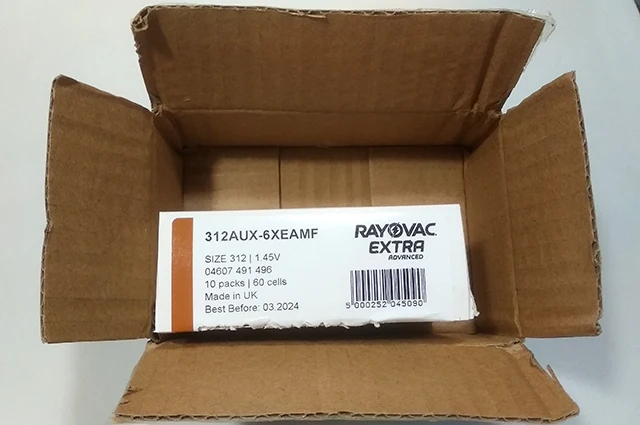 312AUX-6XEAMF
SIZE 312 | 1.45V
04607 491 496
10 packs | 60 cells
Made in UK
Best Before: 03.2024
RAYOVAC
EXTRA
ADVANCED
5 000252 045090